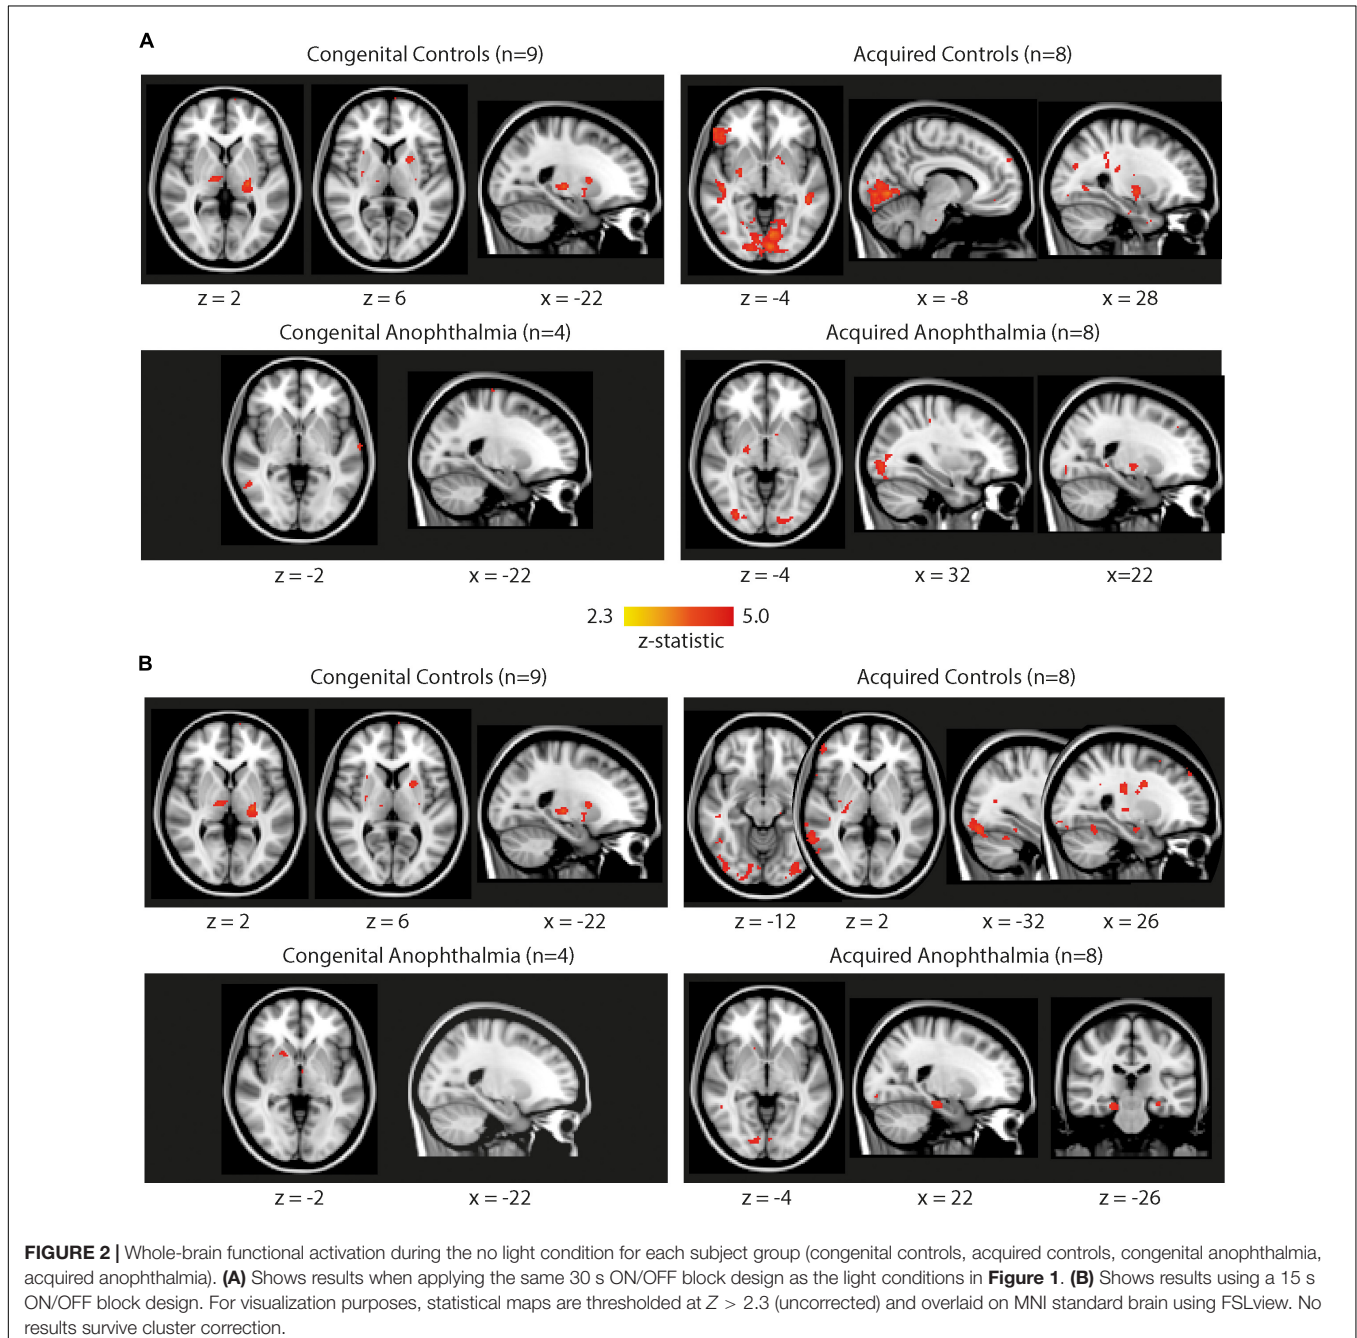 A
Congenital Controls (n=9)
Acquired Controls (n=8)
z = 2
z = 6
x = -22
z = -4
x = -8
x = 28
Congenital Anophthalmia (n=4)
Acquired Anophthalmia (n=8)
z = -2
x = -22
z = -4
x = 32
x=22
2.3
5.0
z-statistic
B
Congenital Controls (n=9)
Acquired Controls (n=8)
z = 2
z = 6
x = -22
z = -12
z = 2
x = -32
x = 26
Congenital Anophthalmia (n=4)
Acquired Anophthalmia (n=8)
z = -2
x = -22
z = -4
x = 22
z = -26
FIGURE 2 | Whole-brain functional activation during the no light condition for each subject group (congenital controls, acquired controls, congenital anophthalmia,
acquired anophthalmia). (A) Shows results when applying the same 30 s ON/OFF block design as the light conditions in Figure 1. (B) Shows results using a 15 s
ON/OFF block design. For visualization purposes, statistical maps are thresholded at Z > 2.3 (uncorrected) and overlaid on MNI standard brain using FSLview. No
results survive cluster correction.